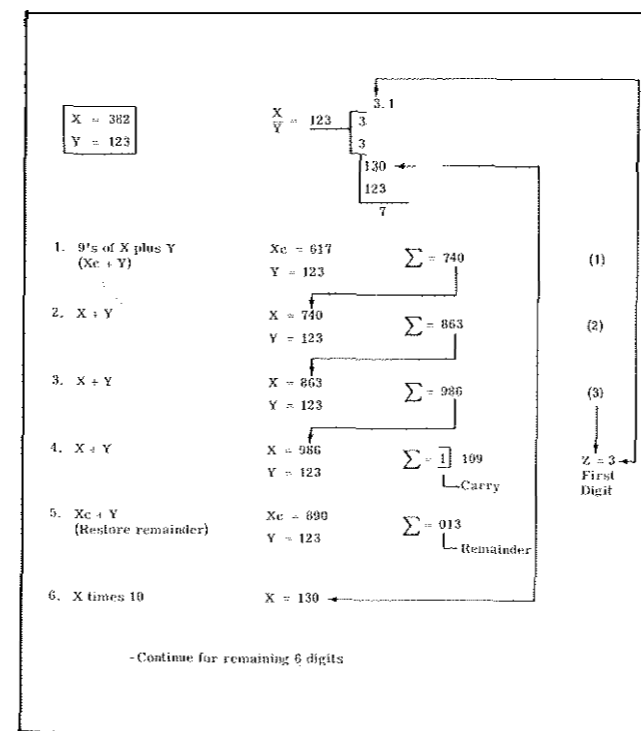 3.1
X = 382
Y = 123
X
Y
= 123
3
3
130
123
7
1. 9's of X plus Y
(Xc + Y)
Xc = 617
Y = 123
∑ = 740
(1)
2. X + Y
X = 740
Y = 123
∑ = 863
(2)
3. X + Y
X = 863
Y = 123
∑ = 986
(3)
4. X + Y
X = 986
Y = 123
∑ = 1 109
Carry
Z = 3
First
Digit
5. Xc + Y
(Restore remainder)
Xc = 890
Y = 123
∑ = 013
Remainder
6. X times 10
X = 130
-Continue for remaining 6 digits